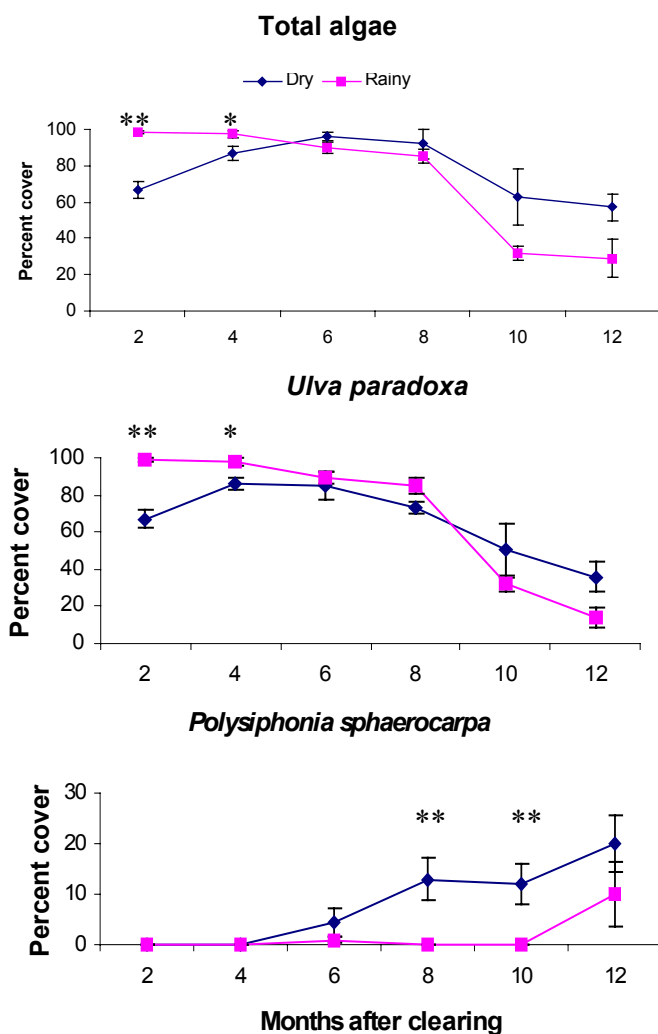 Total algae
Dry Rainy
** *
100
80
60
40
20
0
Percent cover
2 4 6 8 10 12
Ulva paradoxa
** *
100
80
60
40
20
0
Percent cover
2 4 6 8 10 12
Polysiphonia sphaerocarpa
** **
30
20
10
0
Percent cover
2 4 6 8 10 12
Months after clearing